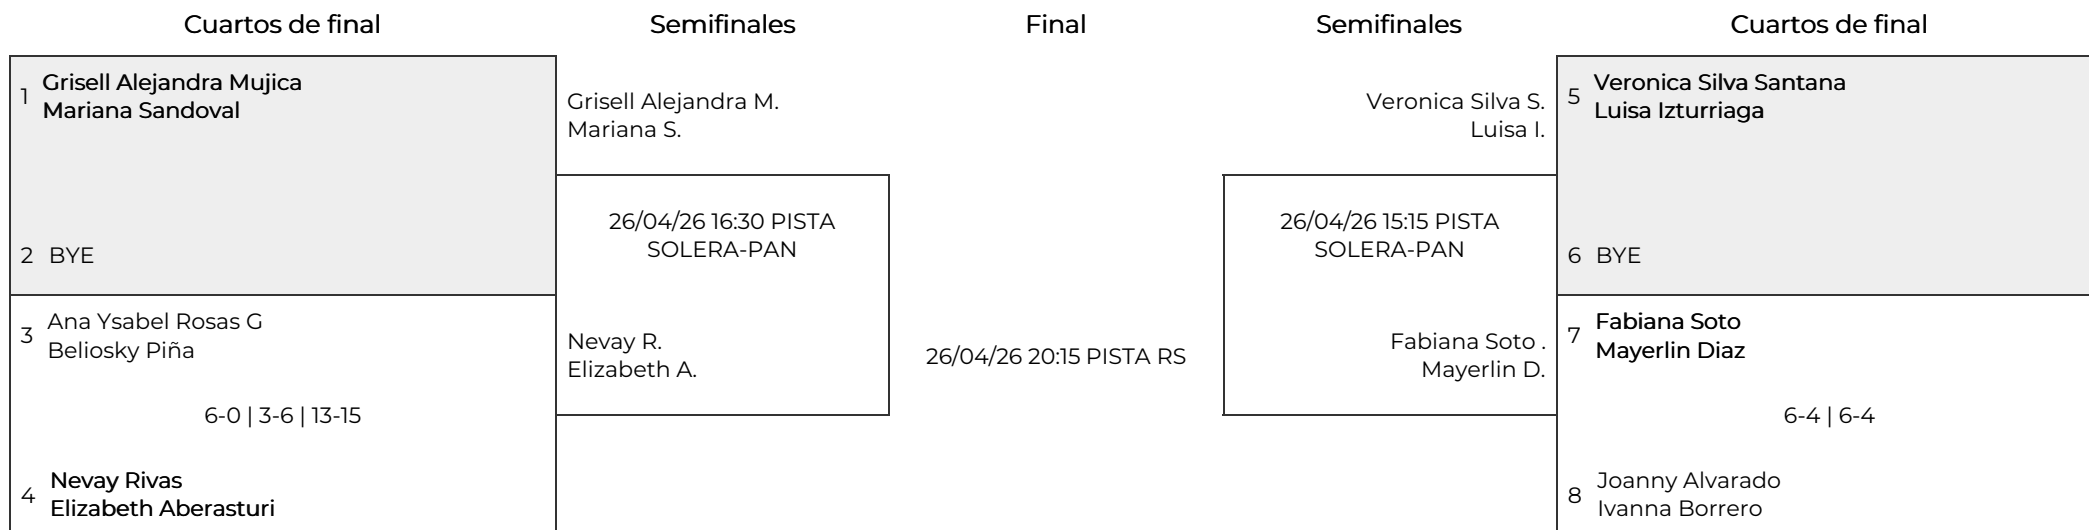 Cuartos de final
Semifinales
Final
Semifinales
Cuartos de final
1
Grisell Alejandra Mujica
Mariana Sandoval
2 BYE
3
Ana Ysabel Rosas G
Beliosky Piña
6-0 | 3-6 | 13-15
4
Nevay Rivas
Elizabeth Aberasturi
Grisell Alejandra M.
Mariana S.
26/04/26 16:30 PISTA
SOLERA-PAN
Nevay R.
Elizabeth A.
26/04/26 20:15 PISTA RS
Veronica Silva S.
Luisa I.
26/04/26 15:15 PISTA
SOLERA-PAN
Fabiana Soto .
Mayerlin D.
5
Veronica Silva Santana
Luisa Izturriaga
6 BYE
7
Fabiana Soto
Mayerlin Diaz
6-4 | 6-4
8
Joanny Alvarado
Ivanna Borrero